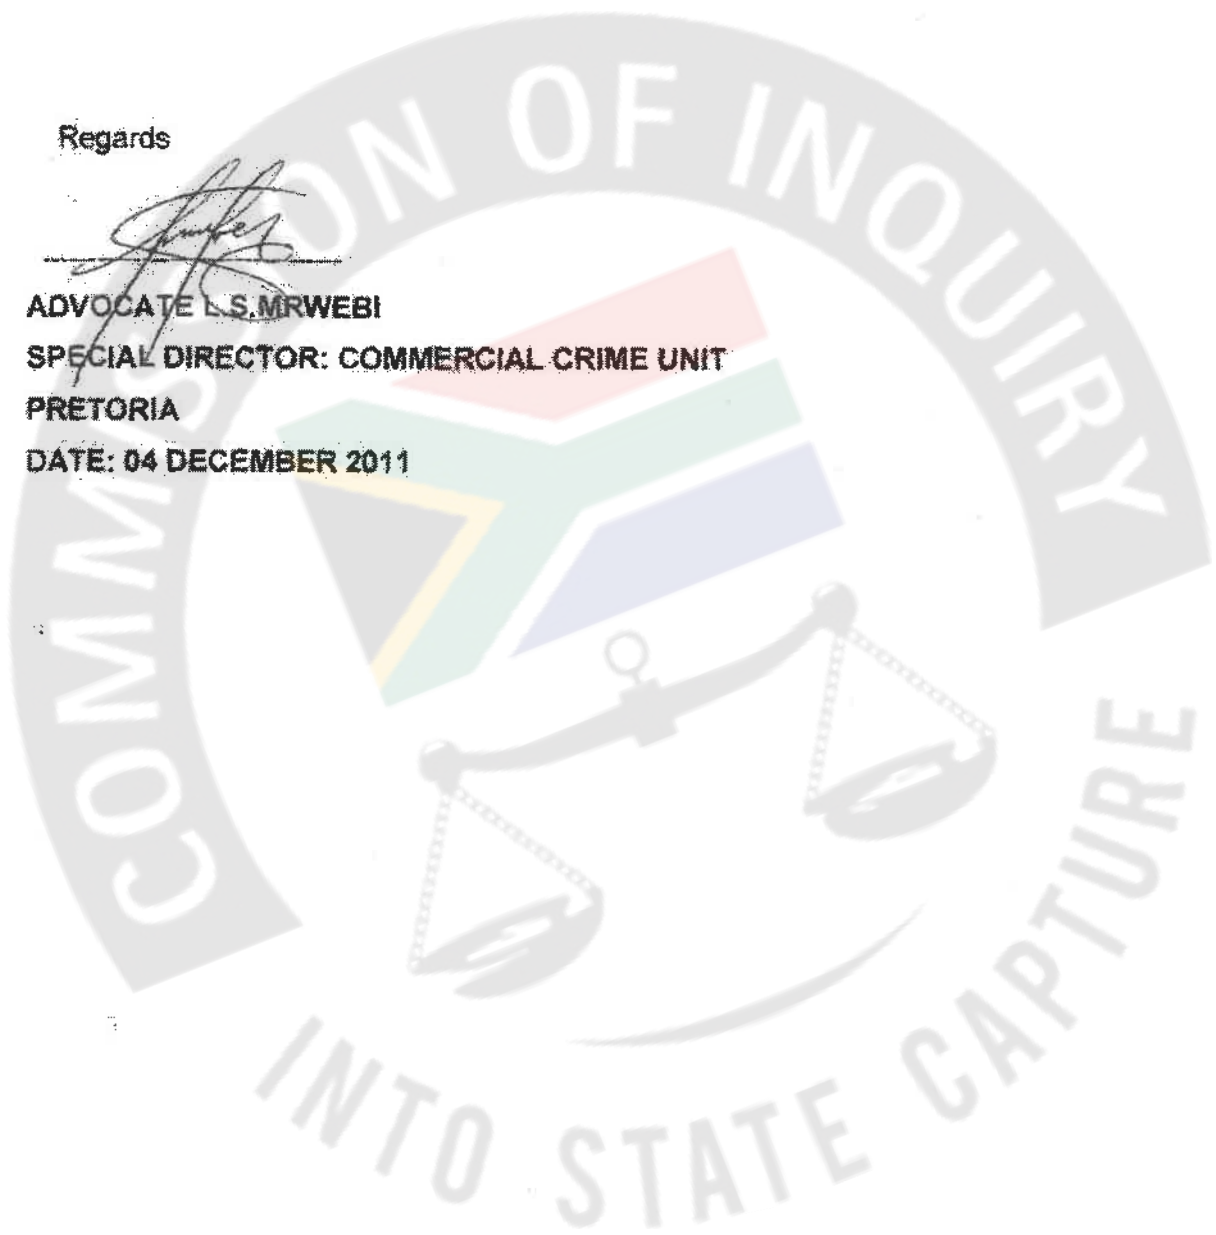 Regards
ADVOCATE L.S.MRWEBI
SPECIAL DIRECTOR: COMMERCIAL CRIME UNIT
PRETORIA
DATE: 04 DECEMBER 2011
COMMISSION OF INQUIRY
INTO STATE CAPTURE